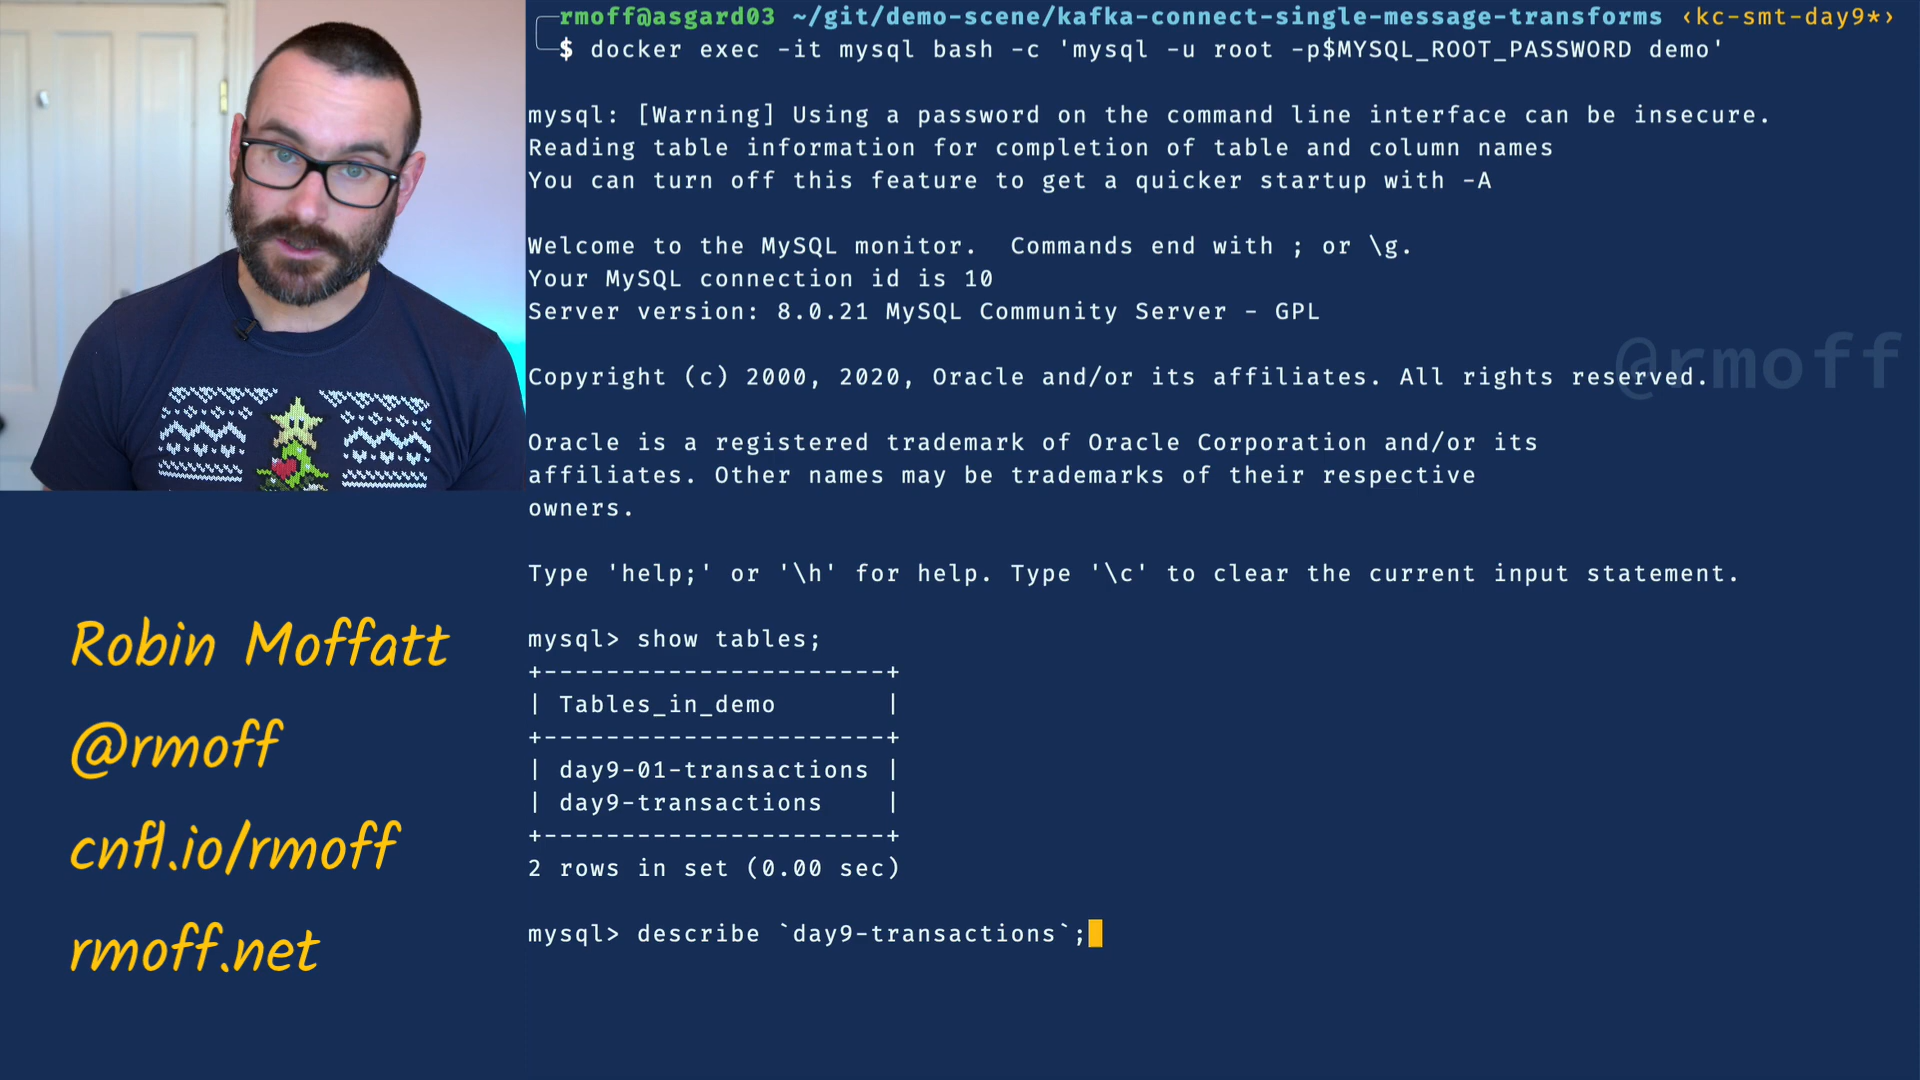 rmoff@asgard03 ~/git/demo-scene/kafka-connect-single-message-transforms ‹kc-smt-day9*›
$ docker exec -it mysql bash -c 'mysql -u root -p$MYSQL_ROOT_PASSWORD demo'
mysql: [Warning] Using a password on the command line interface can be insecure.
Reading table information for completion of table and column names
You can turn off this feature to get a quicker startup with -A
Welcome to the MySQL monitor.  Commands end with ; or \g.
Your MySQL connection id is 10
Server version: 8.0.21 MySQL Community Server - GPL
@rmoff
Copyright (c) 2000, 2020, Oracle and/or its affiliates. All rights reserved.
Oracle is a registered trademark of Oracle Corporation and/or its
affiliates. Other names may be trademarks of their respective
owners.
Type 'help;' or '\h' for help. Type '\c' to clear the current input statement.
mysql> show tables;
+----------------------+
| Tables_in_demo       |
+----------------------+
| day9-01-transactions |
| day9-transactions    |
+----------------------+
2 rows in set (0.00 sec)
mysql> describe `day9-transactions`;
Robin Moffatt
@rmoff
cnfl.io/rmoff
rmoff.net